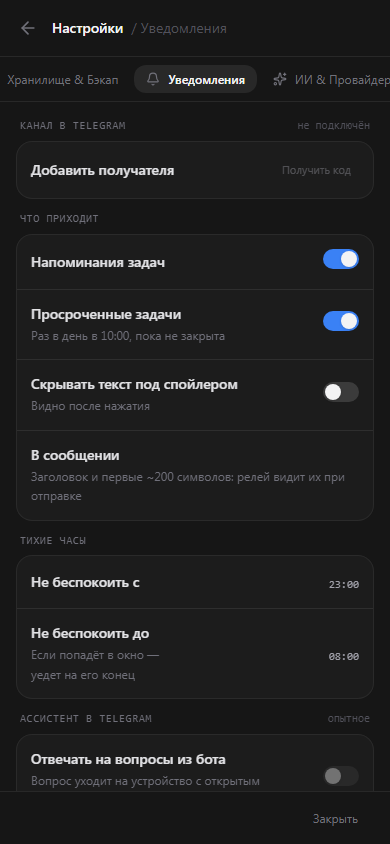 Настройки / Уведомления
Хранилище & Бэкап Уведомления ИИ & Провайдер
КАНАЛ В TELEGRAM не подключён
Добавить получателя Получить код
ЧТО ПРИХОДИТ
Напоминания задач
Просроченные задачи
Раз в день в 10:00, пока не закрыта
Скрывать текст под спойлером
Видно после нажатия
В сообщении
Заголовок и первые ~200 символов: релей видит их при
отправке
ТИХИЕ ЧАСЫ
Не беспокоить с 23:00
Не беспокоить до
Если попадёт в окно — 08:00
уедет на его конец
АССИСТЕНТ В TELEGRAM опытное
Отвечать на вопросы из бота
Вопрос уходит на устройство с открытым
Закрыть